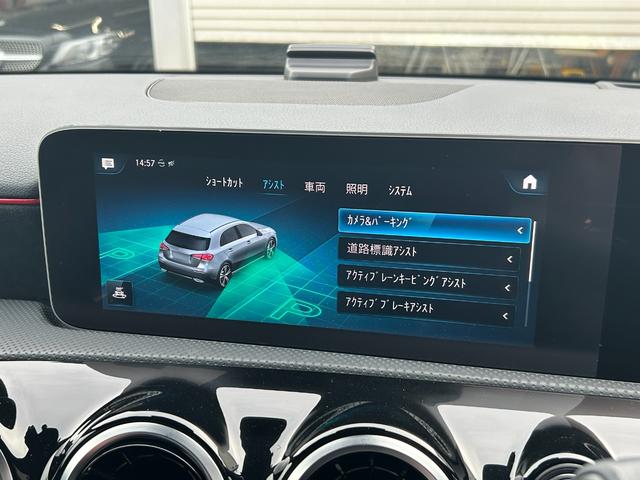 14:57
ショートカット アシスト 車両 照明 システム
カメラ&パーキング
道路標識アシスト
アクティブレーンキーピングアシスト
アクティブブレーキアシスト
P P P